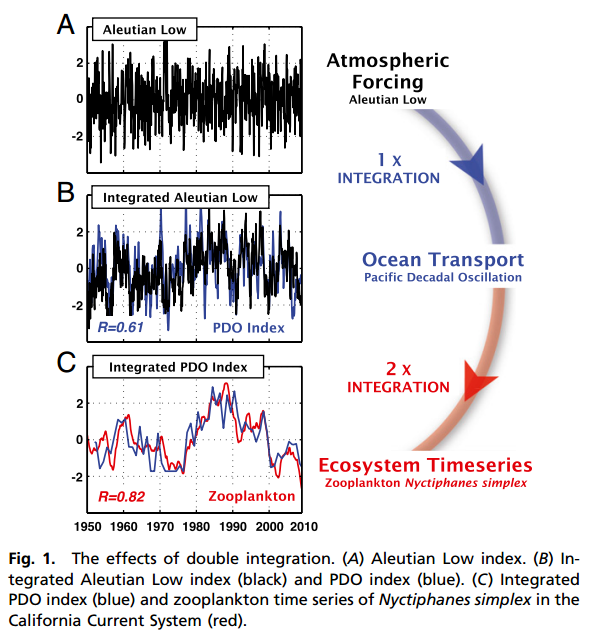 A
Aleutian Low
2
0
-2
B
Integrated Aleutian Low
2
0
-2
R=0.61
PDO Index
C
Integrated PDO Index
2
0
-2
R=0.82
Zooplankton
1950 1960 1970 1980 1990 2000 2010
Atmospheric
Forcing
Aleutian Low
1 x
INTEGRATION
Ocean Transport
Pacific Decadal Oscillation
2 x
INTEGRATION
Ecosystem Timeseries
Zooplankton Nyctiphanes simplex
Fig. 1. The effects of double integration. (A) Aleutian Low index. (B) In-
tegrated Aleutian Low index (black) and PDO index (blue). (C) Integrated
PDO index (blue) and zooplankton time series of Nyctiphanes simplex in the
California Current System (red).